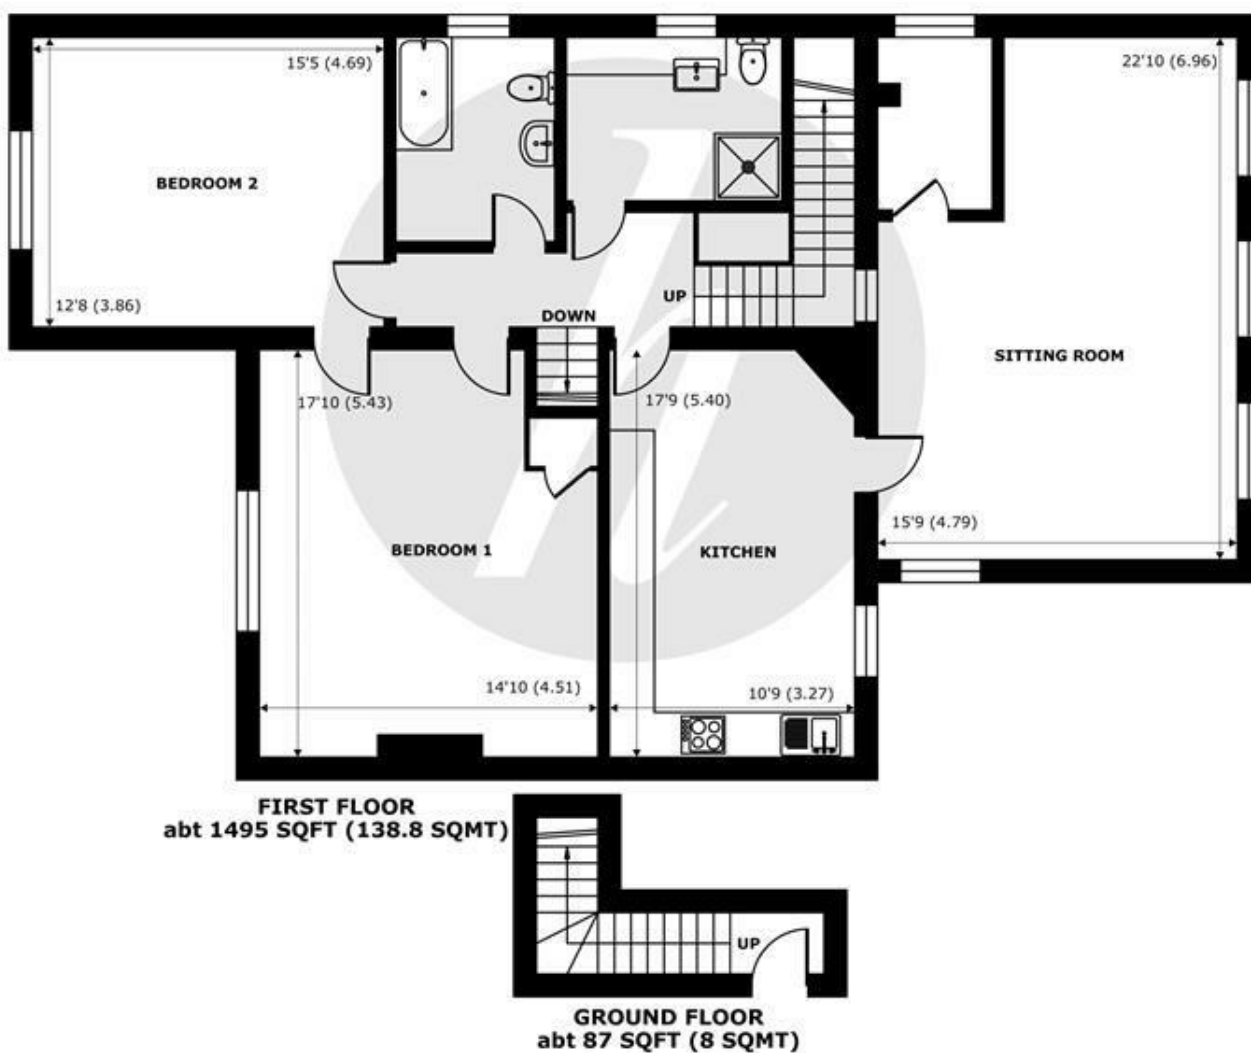 15'5 (4.69)
22'10 (6.96)
BEDROOM 2
12'8 (3.86)
UP
DOWN
SITTING ROOM
17'10 (5.43)
17'9 (5.40)
15'9 (4.79)
BEDROOM 1
KITCHEN
14'10 (4.51)
10'9 (3.27)
FIRST FLOOR
abt 1495 SQFT (138.8 SQMT)
UP
GROUND FLOOR
abt 87 SQFT (8 SQMT)